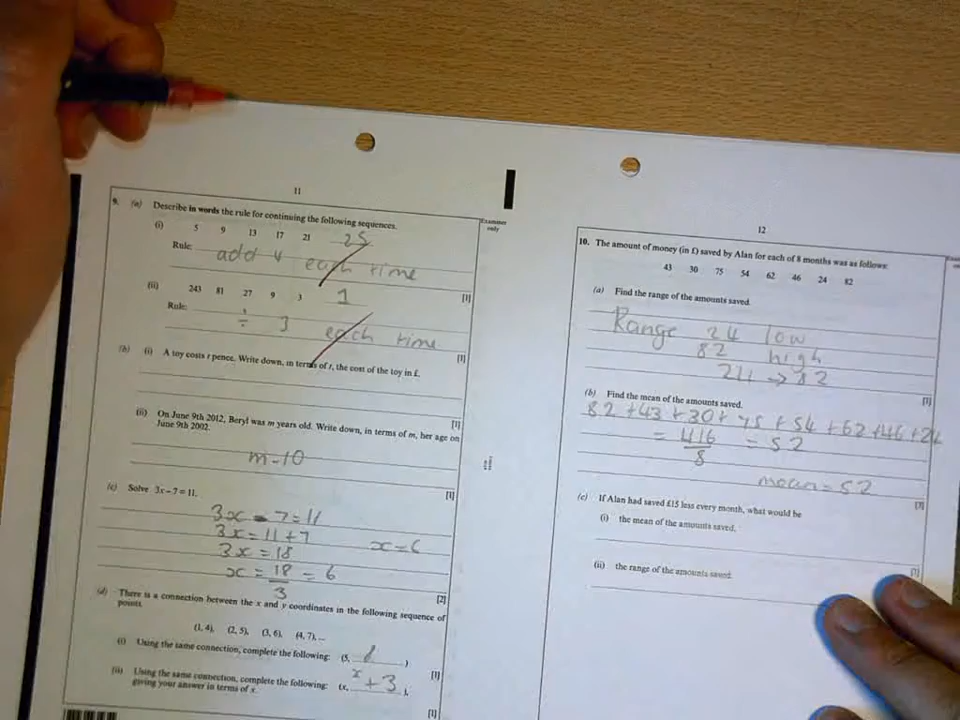 11
9. (a) Describe in words the rule for continuing the following sequences.
Examiner
only
(i) 5 9 13 17 21 25
Rule: add 4 each time
[1]
(ii) 243 81 27 9 3 1
Rule: ÷ 3 each time
[1]
(b) (i) A toy costs t pence. Write down, in terms of t, the cost of the toy in £.
[1]
(ii) On June 9th 2012, Beryl was m years old. Write down, in terms of m, her age on
June 9th 2002.
m-10
[1]
(c) Solve 3x – 7 = 11.
3x - 7 = 11
3x = 11 + 7 x = 6
3x = 18
x = 18/3 = 6
[2]
(d) There is a connection between the x and y coordinates in the following sequence of
points.
(1, 4), (2, 5), (3, 6), (4, 7), ...
(i) Using the same connection, complete the following: (5, 8)
[1]
(ii) Using the same connection, complete the following: (x, x + 3),
giving your answer in terms of x.
[1]
12
10. The amount of money (in £) saved by Alan for each of 8 months was as follows:
43 30 75 54 62 46 24 82
(a) Find the range of the amounts saved.
Range 24 low
82 high
24 → 82
[1]
(b) Find the mean of the amounts saved.
82 + 43 + 30 + 75 + 54 + 62 + 46 + 24
= 416/8 = 52
mean = 52
[3]
(c) If Alan had saved £15 less every month, what would be
(i) the mean of the amounts saved,
[1]
(ii) the range of the amounts saved.